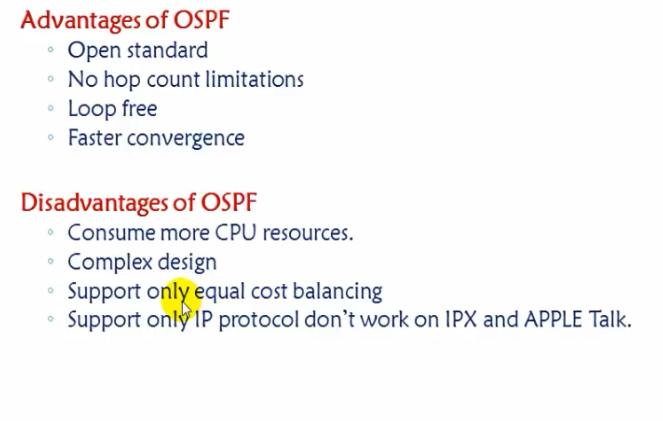 Advantages of OSPF
◦ Open standard
◦ No hop count limitations
◦ Loop free
◦ Faster convergence
Disadvantages of OSPF
◦ Consume more CPU resources.
◦ Complex design
◦ Support only equal cost balancing
◦ Support only IP protocol don't work on IPX and APPLE Talk.